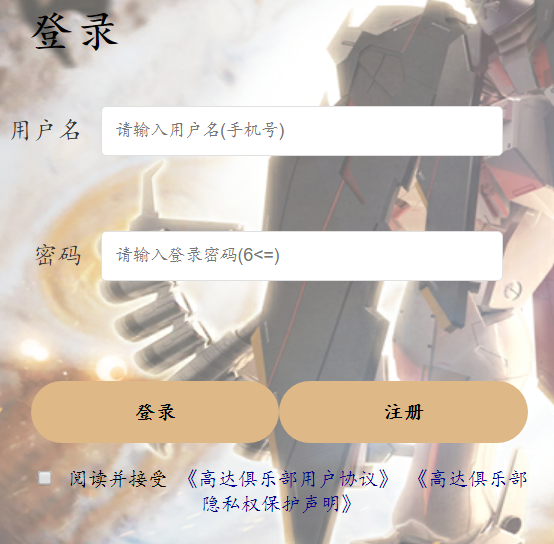 登录
用户名 请输入用户名(手机号)
密码 请输入登录密码(6<=)
登录 注册
阅读并接受 《高达俱乐部用户协议》 《高达俱乐部
隐私权保护声明》